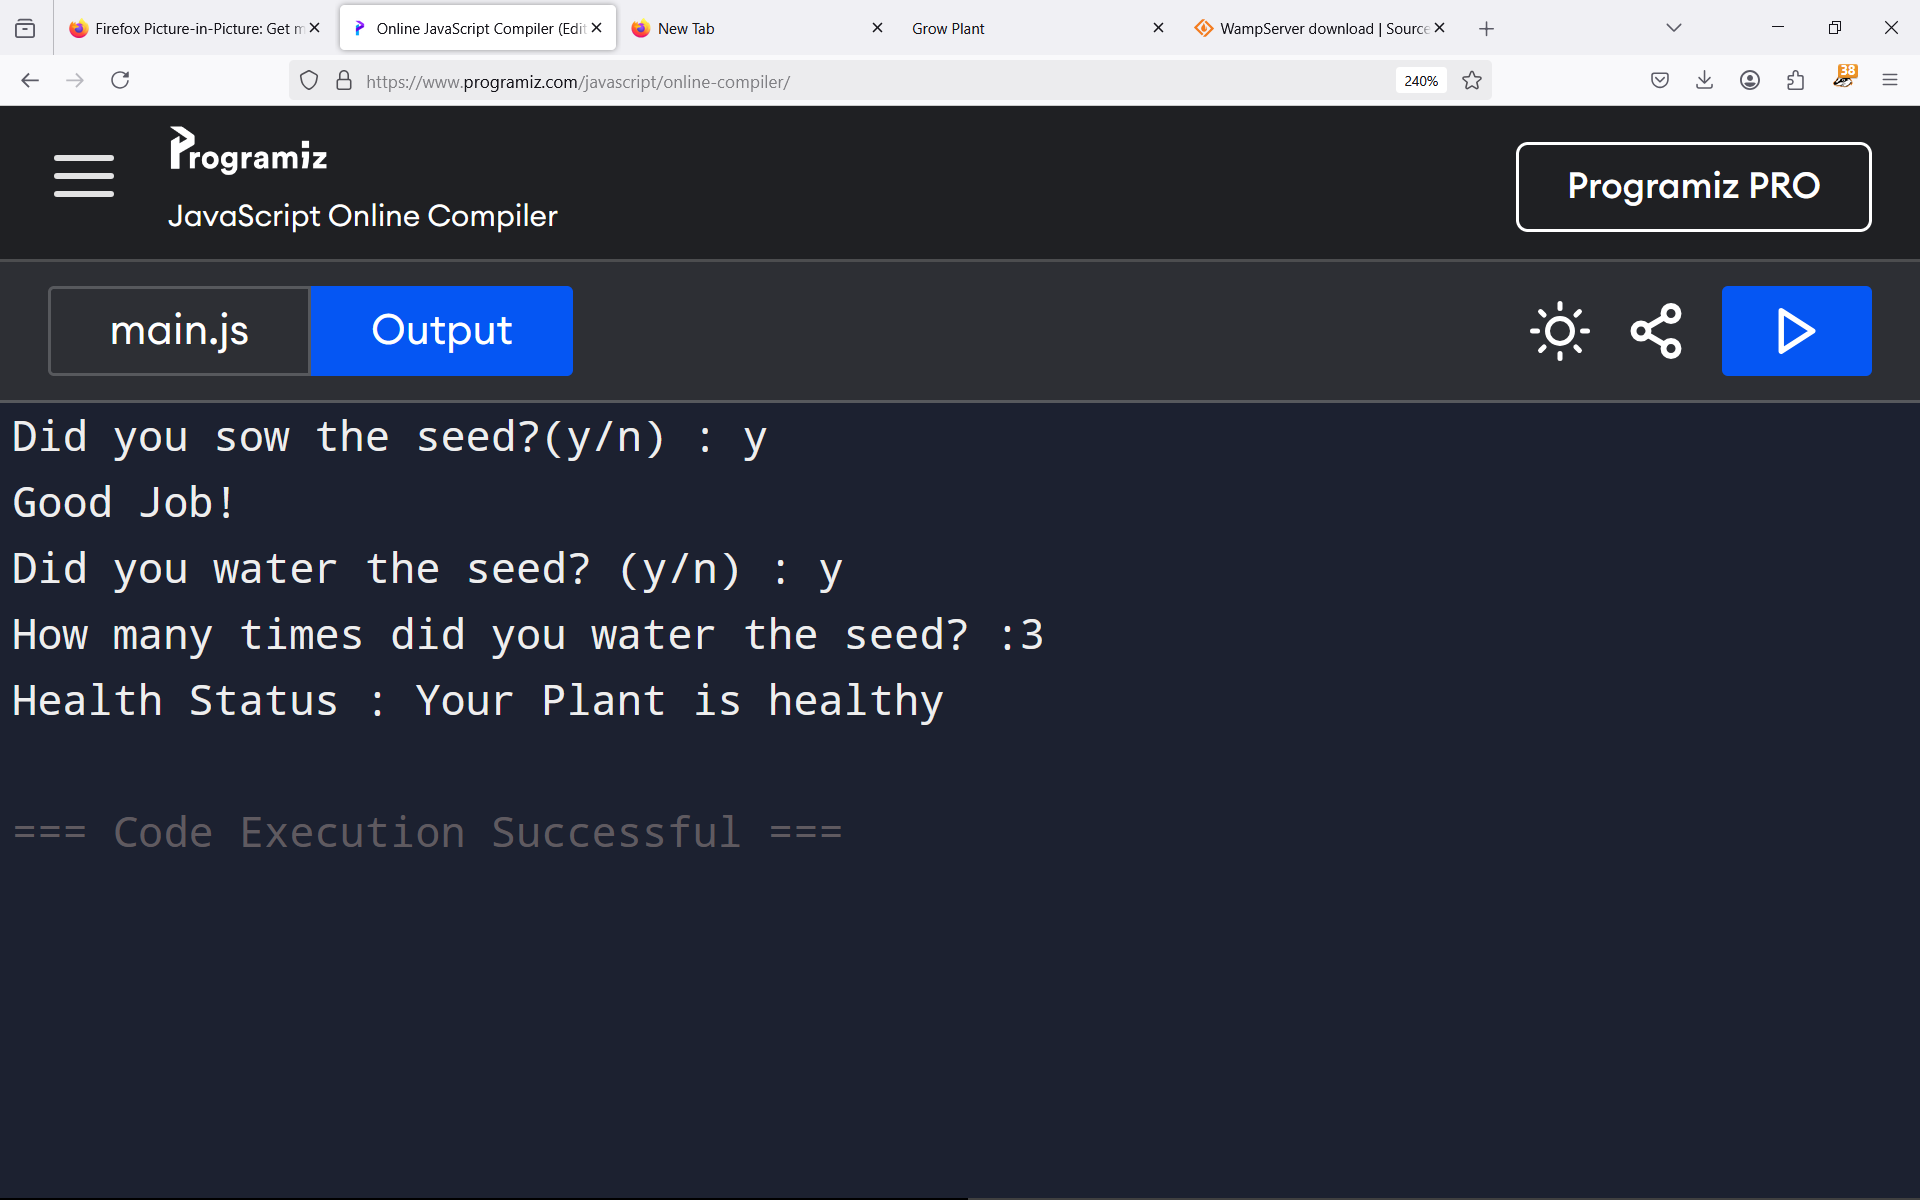 Firefox Picture-in-Picture: Get m
Online JavaScript Compiler (Edit
New Tab
Grow Plant
WampServer download | Source
https://www.programiz.com/javascript/online-compiler/
240%
38
Programiz
JavaScript Online Compiler
Programiz PRO
main.js
Output
Did you sow the seed?(y/n) : y
Good Job!
Did you water the seed? (y/n) : y
How many times did you water the seed? :3
Health Status : Your Plant is healthy
=== Code Execution Successful ===